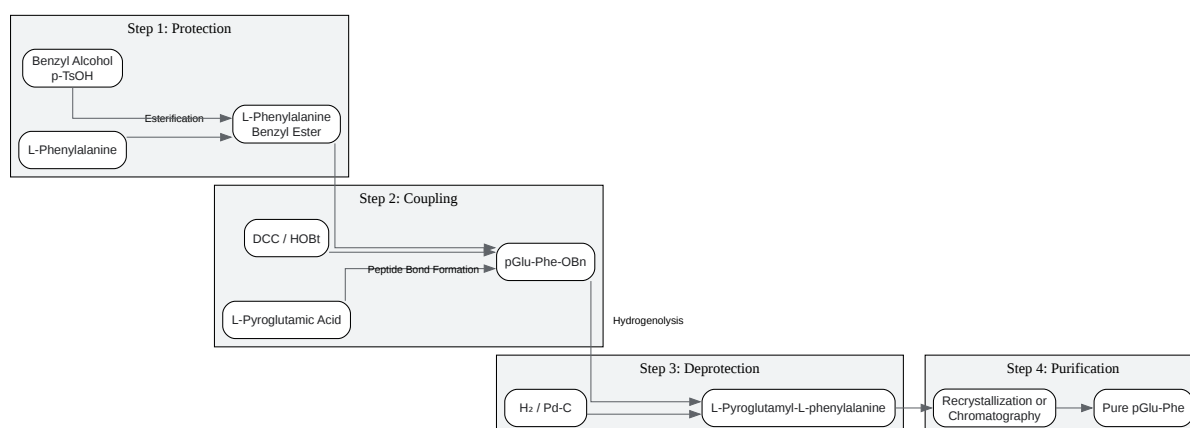 Step 1: Protection
Benzyl Alcohol
p-TsOH
Esterification
L-Phenylalanine
Benzyl Ester
L-Phenylalanine
Step 2: Coupling
DCC / HOBt
pGlu-Phe-OBn
Peptide Bond Formation
L-Pyroglutamic Acid
Hydrogenolysis
Step 3: Deprotection
H₂ / Pd-C
L-Pyroglutamyl-L-phenylalanine
Step 4: Purification
Recrystallization or
Chromatography
Pure pGlu-Phe